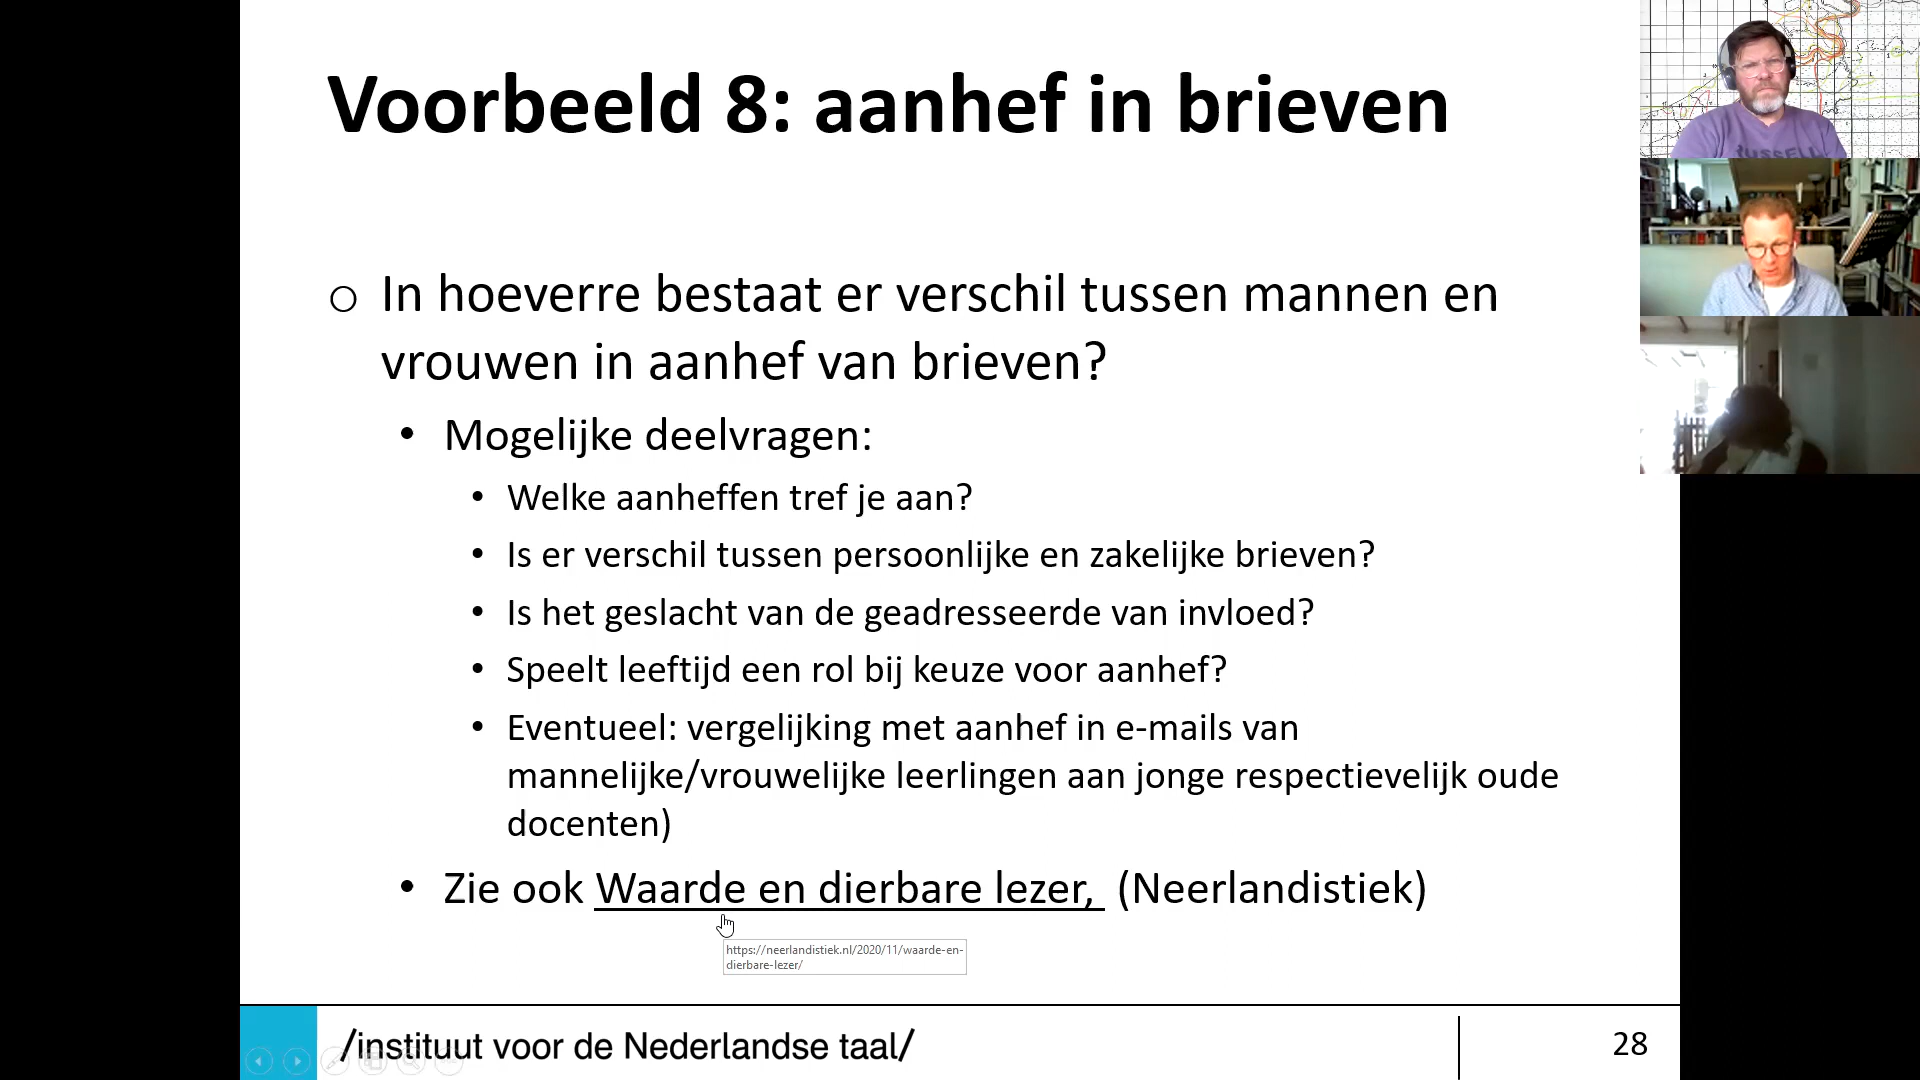 Voorbeeld 8: aanhef in brieven
In hoeverre bestaat er verschil tussen mannen en
vrouwen in aanhef van brieven?
Mogelijke deelvragen:
Welke aanheffen tref je aan?
Is er verschil tussen persoonlijke en zakelijke brieven?
Is het geslacht van de geadresseerde van invloed?
Speelt leeftijd een rol bij keuze voor aanhef?
Eventueel: vergelijking met aanhef in e-mails van
mannelijke/vrouwelijke leerlingen aan jonge respectievelijk oude
docenten)
Zie ook Waarde en dierbare lezer, (Neerlandistiek)
https://neerlandistiek.nl/2020/11/waarde-en-
dierbare-lezer/
/instituut voor de Nederlandse taal/
28
RUSSELL